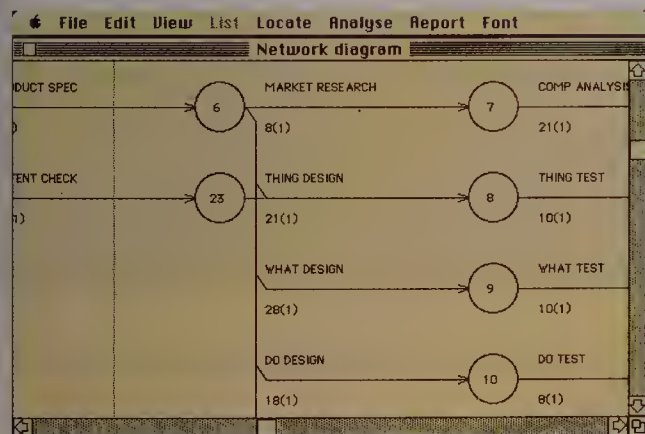 File Edit View List Locate Analyse Report Font
Network diagram
DUCT SPEC
6
MARKET RESEARCH
7
COMP ANALYSIS
)
8(1)
21(1)
TENT CHECK
23
THING DESIGN
8
THING TEST
1)
21(1)
10(1)
WHAT DESIGN
9
WHAT TEST
28(1)
10(1)
DO DESIGN
10
DO TEST
18(1)
8(1)